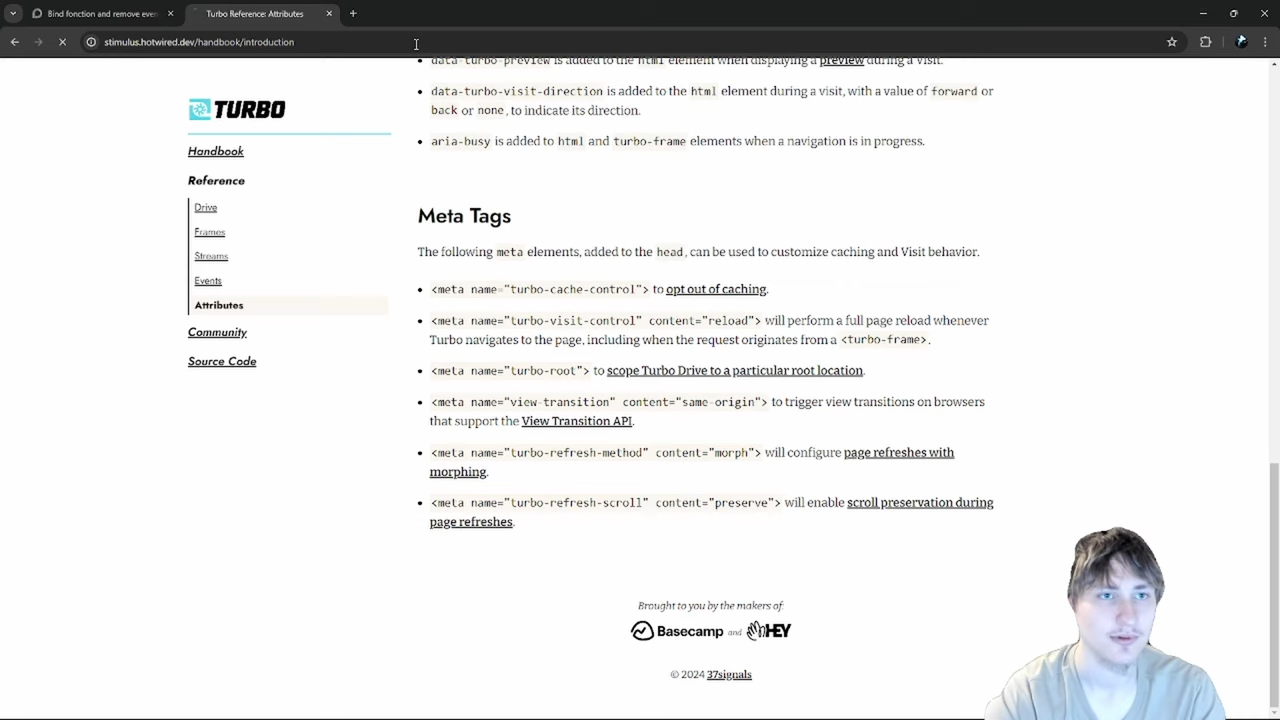 Bind function and remove even
Turbo Reference: Attributes
stimulus.hotwired.dev/handbook/introduction
data-turbo-preview is added to the html element when displaying a preview during a visit.
TURBO
data-turbo-visit-direction is added to the html element during a visit, with a value of forward or
back or none, to indicate its direction.
aria-busy is added to html and turbo-frame elements when a navigation is in progress.
Handbook
Reference
Drive
Frames
Streams
Events
Attributes
Community
Source Code
Meta Tags
The following meta elements, added to the head, can be used to customize caching and Visit behavior.
<meta name="turbo-cache-control"> to opt out of caching.
<meta name="turbo-visit-control" content="reload"> will perform a full page reload whenever
Turbo navigates to the page, including when the request originates from a <turbo-frame>.
<meta name="turbo-root"> to scope Turbo Drive to a particular root location.
<meta name="view-transition" content="same-origin"> to trigger view transitions on browsers
that support the View Transition API.
<meta name="turbo-refresh-method" content="morph"> will configure page refreshes with
morphing.
<meta name="turbo-refresh-scroll" content="preserve"> will enable scroll preservation during
page refreshes.
Brought to you by the makers of:
Basecamp and HEY
© 2024 37signals